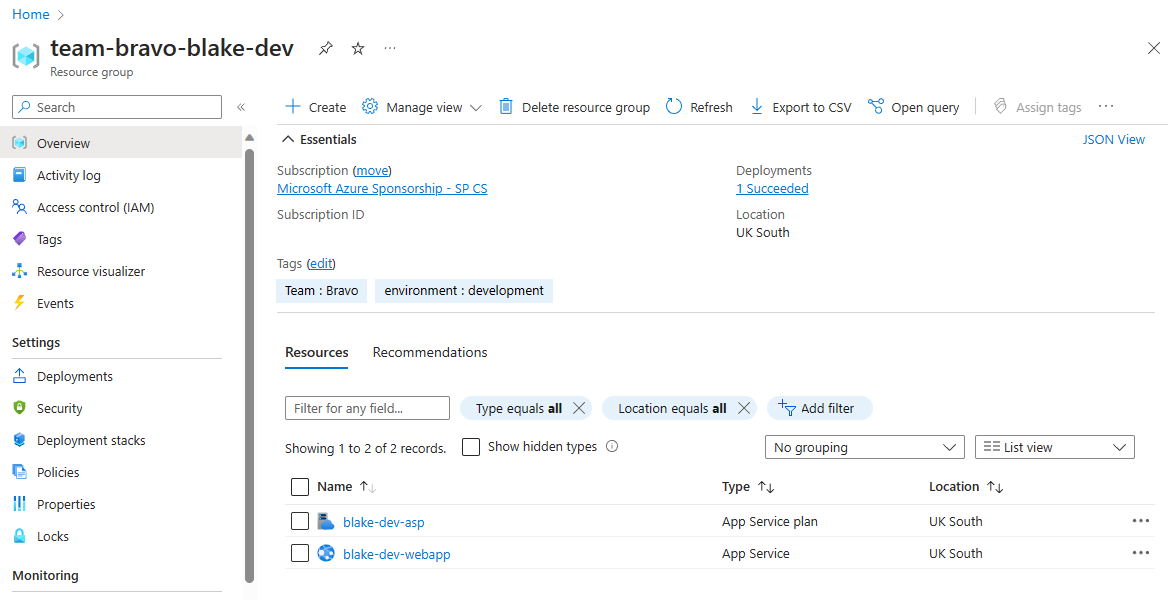 Home
team-bravo-blake-dev
Resource group
Search
Overview
Activity log
Access control (IAM)
Tags
Resource visualizer
Events
Settings
Deployments
Security
Deployment stacks
Policies
Properties
Locks
Monitoring
Create Manage view Delete resource group Refresh Export to CSV Open query Assign tags
Essentials JSON View
Subscription (move)
Microsoft Azure Sponsorship - SP CS
Subscription ID
Deployments
1 Succeeded
Location
UK South
Tags (edit)
Team : Bravo environment : development
Resources Recommendations
Filter for any field... Type equals all Location equals all Add filter
Showing 1 to 2 of 2 records. Show hidden types No grouping List view
Name Type Location
blake-dev-asp App Service plan UK South
blake-dev-webapp App Service UK South